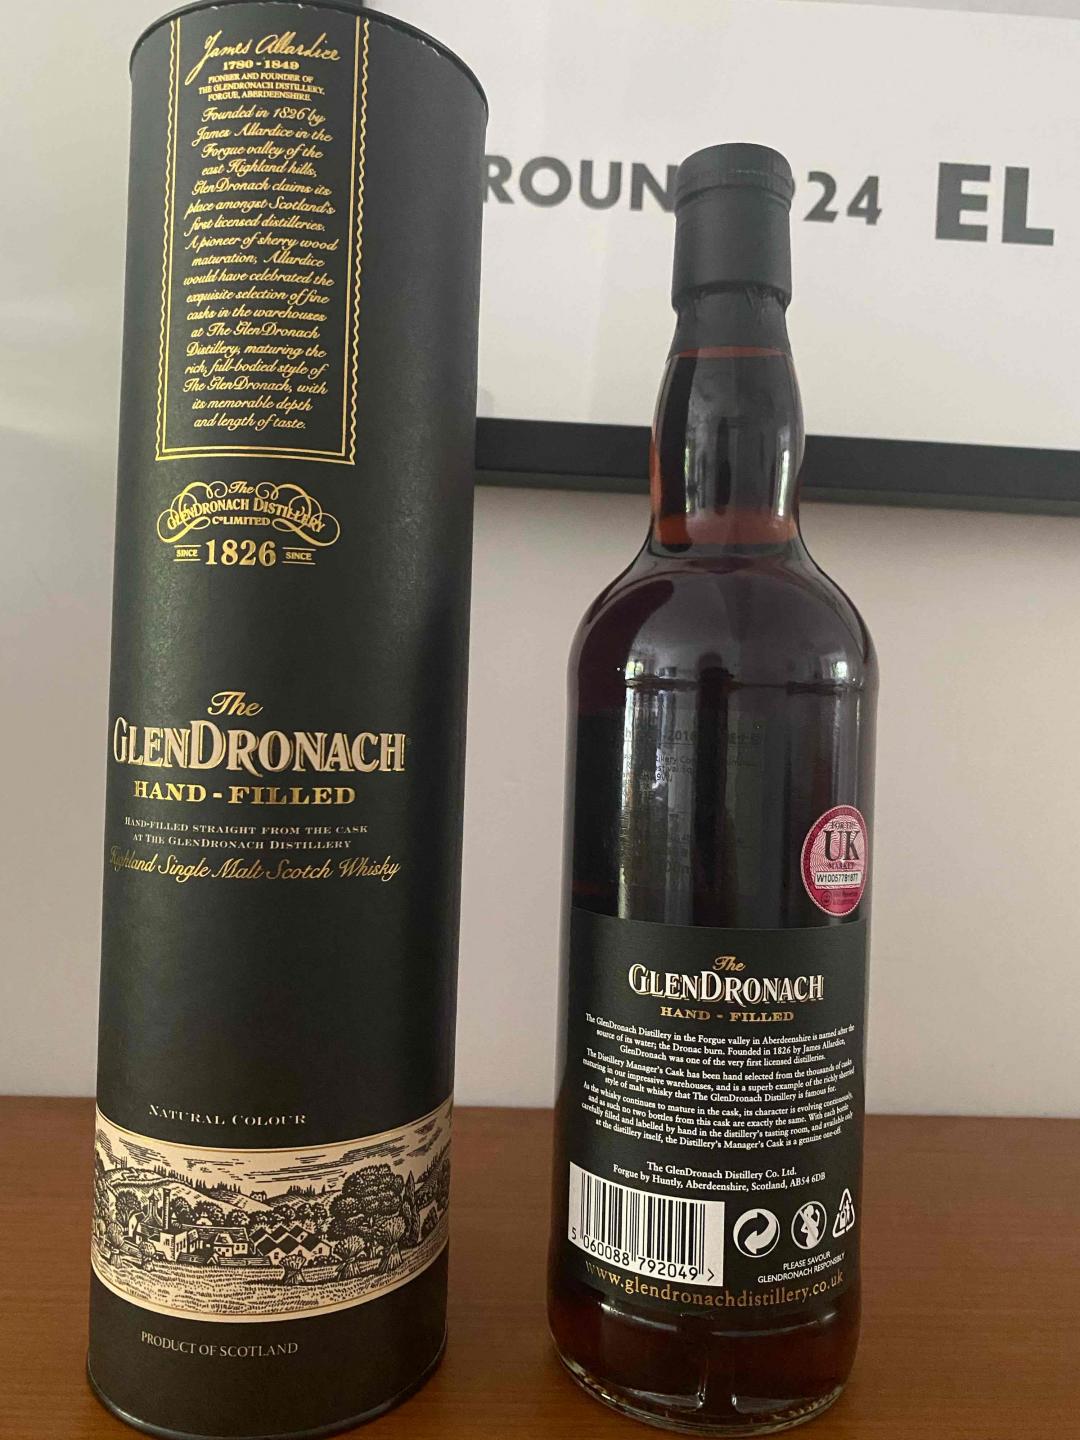 James Allardice
1780 - 1849
PIONEER AND FOUNDER OF
THE GLENDRONACH DISTILLERY,
FORGUE, ABERDEENSHIRE.
Founded in 1826 by
James Allardice in the
Forgue valley of the
east Highland hills,
GlenDronach claims its
place amongst Scotland's
first licensed distilleries.
A pioneer of sherry wood
maturation, Allardice
would have celebrated the
exquisite selection of fine
casks in the warehouses
at The GlenDronach
Distillery, maturing the
rich, full-bodied style of
The GlenDronach, with
its memorable depth
and length of taste.
The
GLENDRONACH DISTILLERY
Co LIMITED
SINCE 1826 SINCE
The
GLENDRONACH
HAND-FILLED
HAND-FILLED STRAIGHT FROM THE CASK
AT THE GLENDRONACH DISTILLERY
Highland Single Malt Scotch Whisky
NATURAL COLOUR
PRODUCT OF SCOTLAND
ROUN 24 EL
FOR THE
UK
MARKET
W10057781877
The
GLENDRONACH
HAND - FILLED
The GlenDronach Distillery in the Forgue valley in Aberdeenshire is named after the
source of its water; the Dronac burn. Founded in 1826 by James Allardice,
GlenDronach was one of the very first licensed distilleries.
The Distillery Manager's Cask has been hand selected from the thousands of casks
maturing in our impressive warehouses, and is a superb example of the richly sherried
style of malt whisky that The GlenDronach Distillery is famous for.
As the whisky continues to mature in the cask, its character is evolving continuously,
and as such no two bottles from this cask are exactly the same. With each bottle
carefully filled and labelled by hand in the distillery's tasting room, and available only
at the distillery itself, the Distillery's Manager's Cask is a genuine one-off.
The GlenDronach Distillery Co. Ltd.
Forgue by Huntly, Aberdeenshire, Scotland, AB54 6DB
5 060088 792049 >
PLEASE SAVOUR
GLENDRONACH RESPONSIBLY
www.glendronachdistillery.co.uk